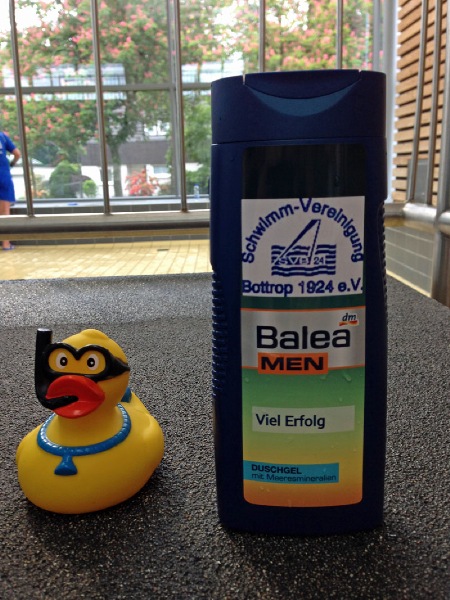 Schwimm-Vereinigung
SVB 24
Bottrop 1924 e.V.
dm
Balea
MEN
Viel Erfolg
DUSCHGEL
mit Meeresmineralien